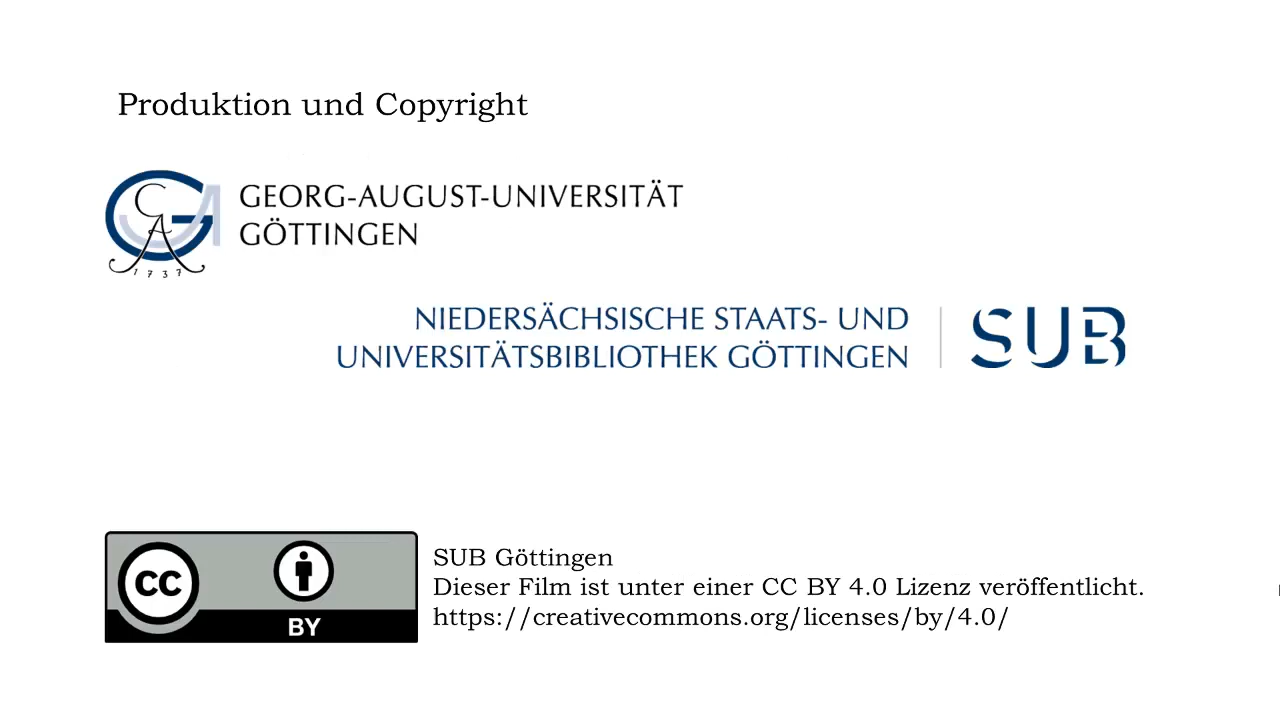 Produktion und Copyright
GEORG-AUGUST-UNIVERSITÄT
GÖTTINGEN
1737
NIEDERSÄCHSISCHE STAATS- UND
UNIVERSITÄTSBIBLIOTHEK GÖTTINGEN
SUB
CC
BY
SUB Göttingen
Dieser Film ist unter einer CC BY 4.0 Lizenz veröffentlicht.
https://creativecommons.org/licenses/by/4.0/